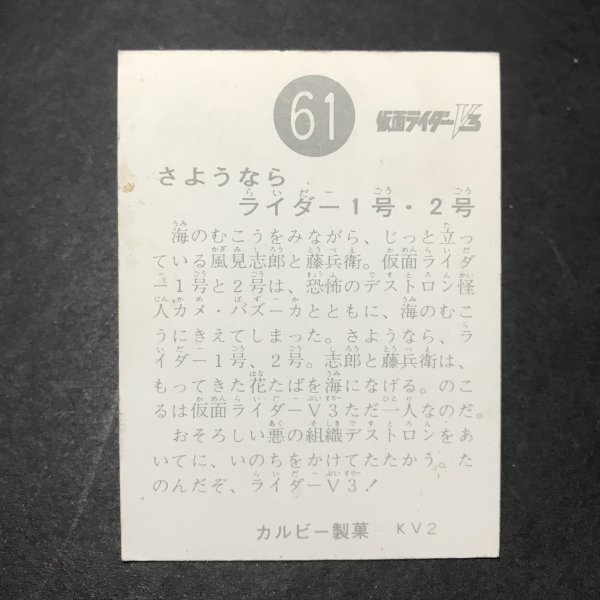 61
仮面ライダーV3
さようなら
ライダー1号・2号
海のむこうをみながら、じっと立っ
ている風見志郎と藤兵衛。仮面ライダ
ー1号と2号は、恐怖のデストロン怪
人カメ・バズーカとともに、海のむこ
うにきえてしまった。さようなら、ラ
イダー1号、2号。志郎と藤兵衛は、
もってきた花たばを海になげる。のこ
るは仮面ライダーV3ただ一人なのだ。
おそろしい悪の組織デストロンをあ
いてに、いのちをかけてたたかう。た
のんだぞ、ライダーV3!
カルビー製菓 KV2